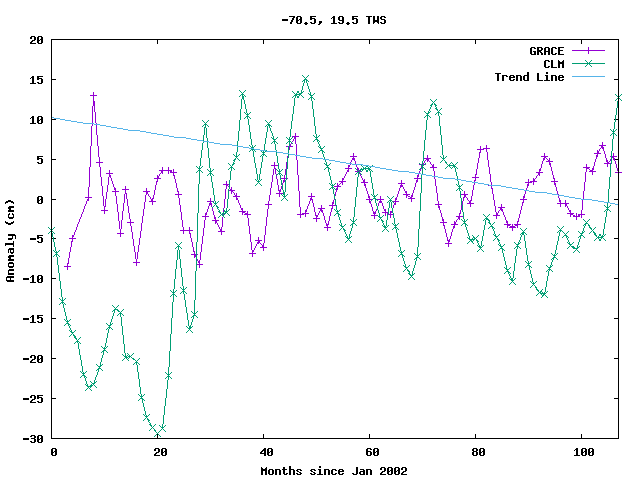 -70.5, 19.5 TWS
GRACE
CLM
Trend Line
20
15
10
5
0
-5
-10
-15
-20
-25
-30
Anomaly (cm)
0 20 40 60 80 100
Months since Jan 2002